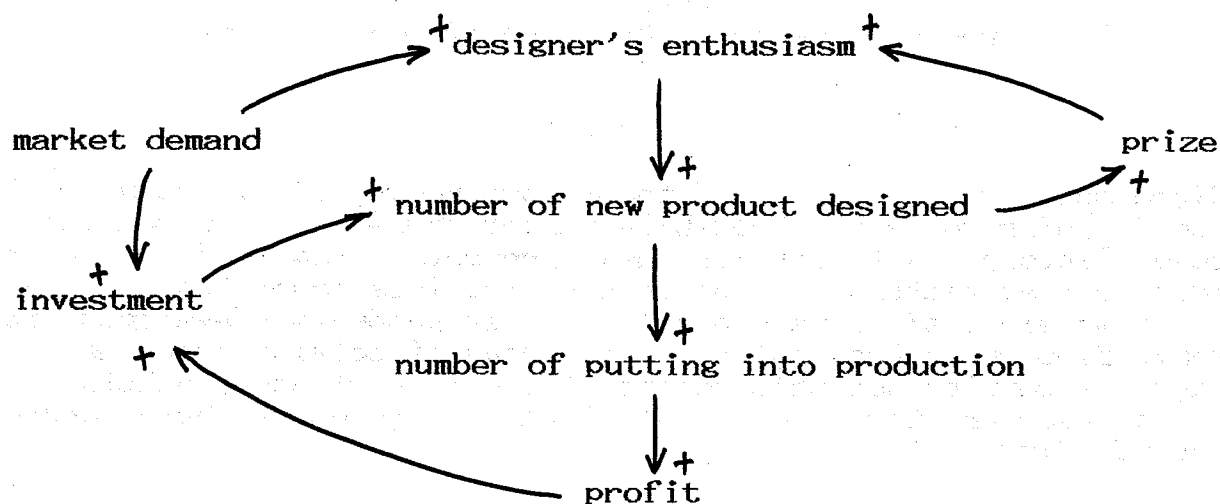 + designer's enthusiasm +
market demand
prize
+
+
+ number of new product designed
+
+
investment
+
+
number of putting into production
+
profit